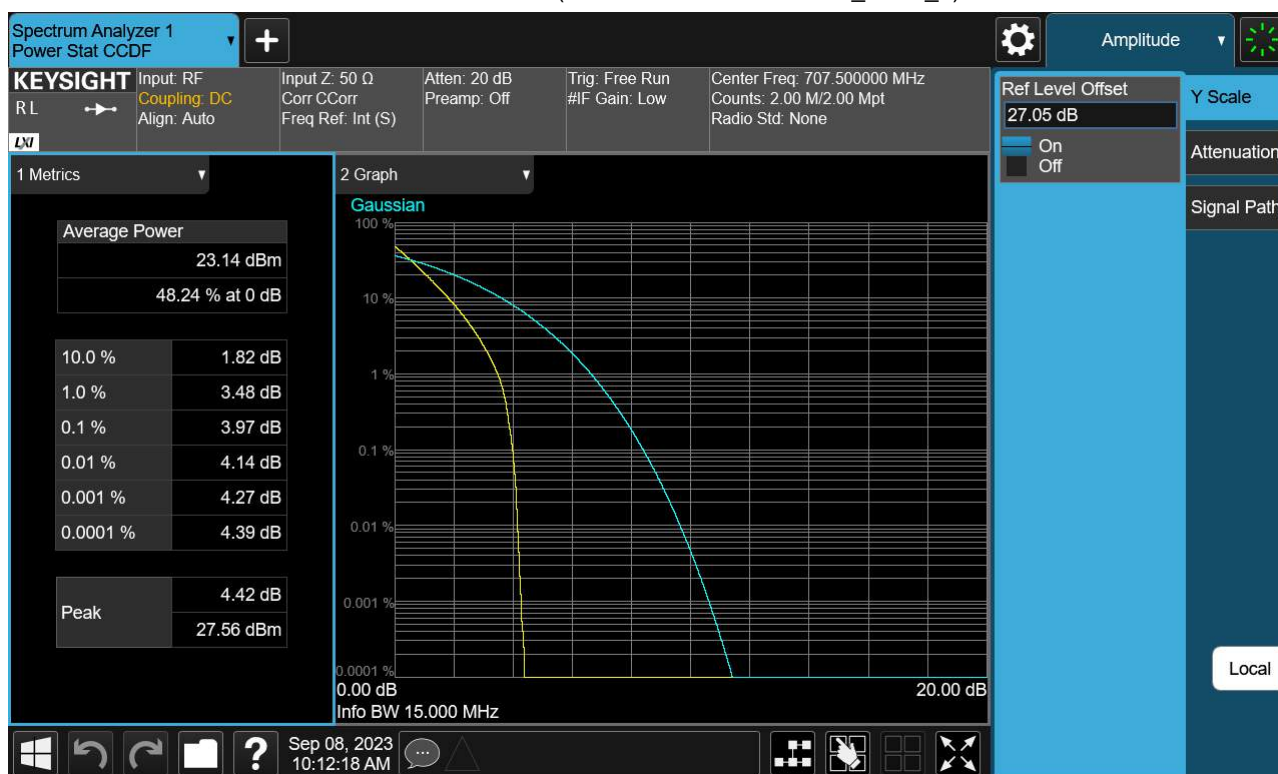 Spectrum Analyzer 1
Power Stat CCDF
+
Amplitude
KEYSIGHT
RL
LXI
Input: RF
Coupling: DC
Align: Auto
Input Z: 50 Ω
Corr CCorr
Freq Ref: Int (S)
Atten: 20 dB
Preamp: Off
Trig: Free Run
#IF Gain: Low
Center Freq: 707.500000 MHz
Counts: 2.00 M/2.00 Mpt
Radio Std: None
Ref Level Offset
27.05 dB
On
Off
Y Scale
Attenuation
Signal Path
Local
1 Metrics
Average Power
23.14 dBm
48.24 % at 0 dB
10.0 % 1.82 dB
1.0 % 3.48 dB
0.1 % 3.97 dB
0.01 % 4.14 dB
0.001 % 4.27 dB
0.0001 % 4.39 dB
Peak
4.42 dB
27.56 dBm
2 Graph
Gaussian
100 %
10 %
1 %
0.1 %
0.01 %
0.001 %
0.0001 %
0.00 dB 20.00 dB
Info BW 15.000 MHz
?
Sep 08, 2023
10:12:18 AM